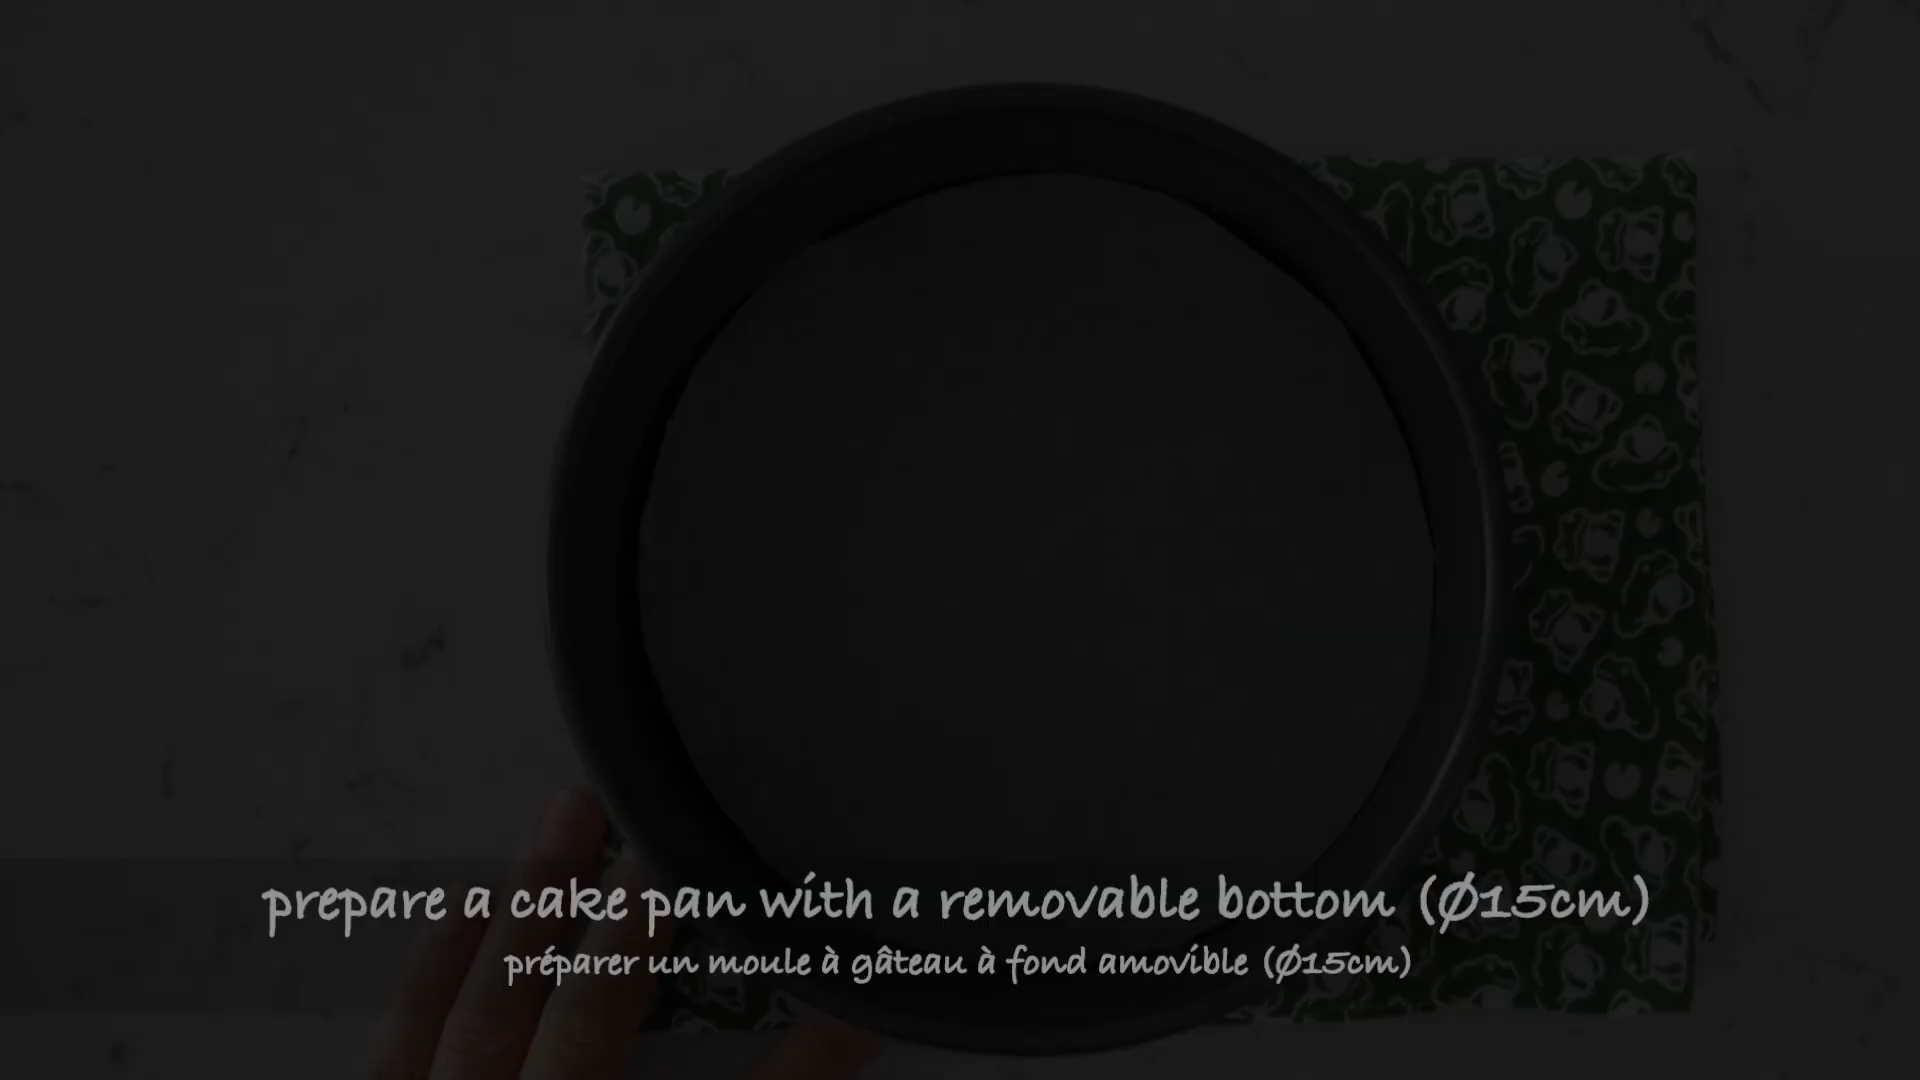 prepare a cake pan with a removable bottom (Ø15cm)
préparer un moule à gâteau à fond amovible (Ø15cm)